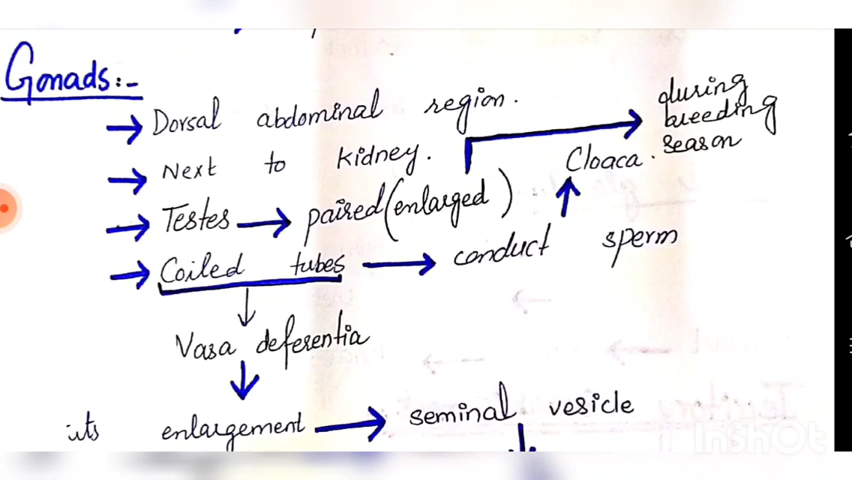 Gonads:-
→ Dorsal abdominal region.
→ Next to kidney.
→ Testes → paired (enlarged) → during breeding season
→ Coiled tubes → conduct sperm ↑ Cloaca.
↓
Vasa deferentia
↓
its enlargement → seminal vesicle
↓
InShOt